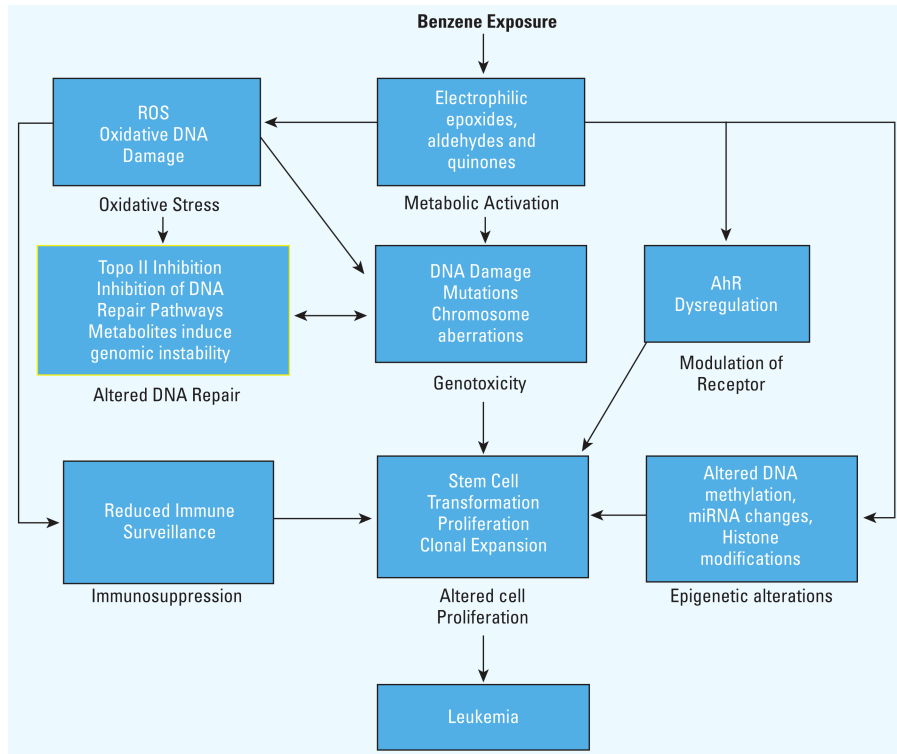 Benzene Exposure
ROS
Oxidative DNA
Damage
Oxidative Stress
Electrophilic
epoxides,
aldehydes and
quinones
Metabolic Activation
Topo II Inhibition
Inhibition of DNA
Repair Pathways
Metabolites induce
genomic instability
Altered DNA Repair
DNA Damage
Mutations
Chromosome
aberrations
Genotoxicity
AhR
Dysregulation
Modulation of
Receptor
Reduced Immune
Surveillance
Immunosuppression
Stem Cell
Transformation
Proliferation
Clonal Expansion
Altered cell
Proliferation
Altered DNA
methylation,
miRNA changes,
Histone
modifications
Epigenetic alterations
Leukemia